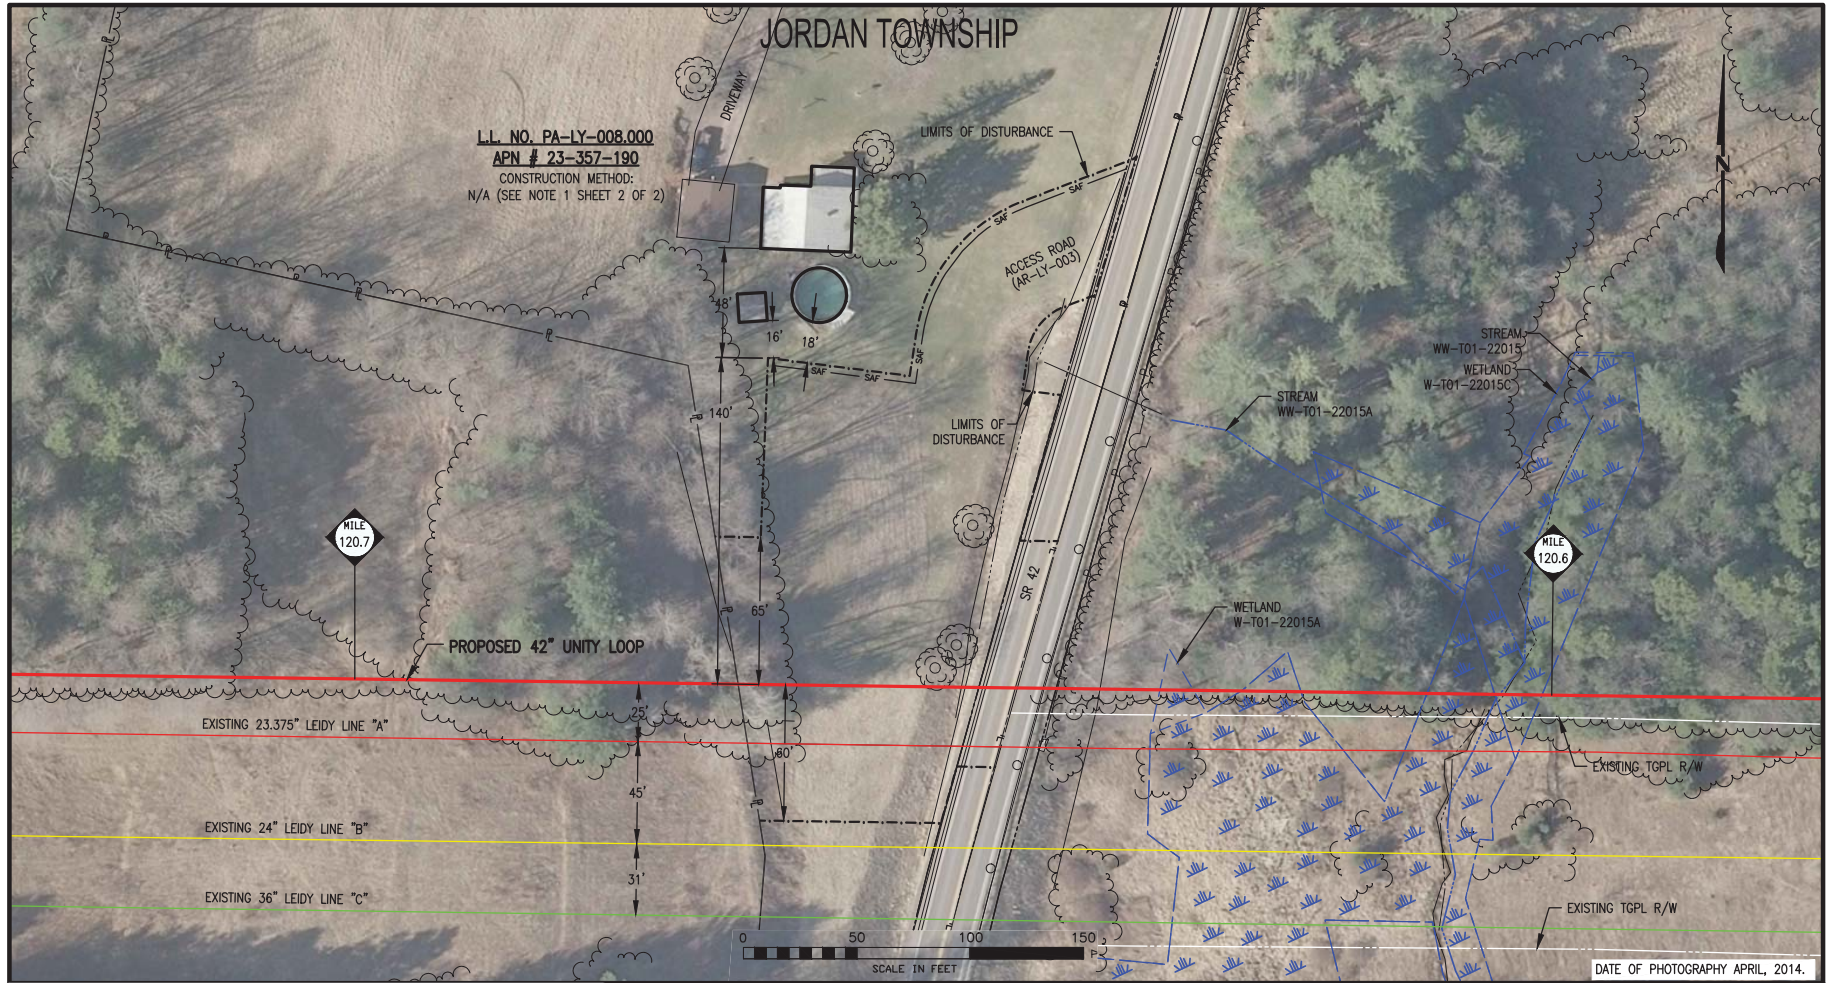 JORDAN TOWNSHIP
DRIVEWAY
L.L. NO. PA-LY-008.000
APN # 23-357-190
CONSTRUCTION METHOD:
N/A (SEE NOTE 1 SHEET 2 OF 2)
LIMITS OF DISTURBANCE
SAF
SAF
ACCESS ROAD
(AR-LY-003)
N
48'
16'
18'
SAF
SAF
SAF
140'
LIMITS OF
DISTURBANCE
STREAM
WW-T01-22015
WETLAND
W-T01-22015C
STREAM
WW-T01-22015A
MILE
120.7
MILE
120.6
SR 42
65'
WETLAND
W-T01-22015A
PROPOSED 42" UNITY LOOP
25'
EXISTING 23.375" LEIDY LINE "A"
60'
EXISTING TGPL R/W
45'
EXISTING 24" LEIDY LINE "B"
31'
EXISTING 36" LEIDY LINE "C"
EXISTING TGPL R/W
0 50 100 150
SCALE IN FEET
DATE OF PHOTOGRAPHY APRIL, 2014.